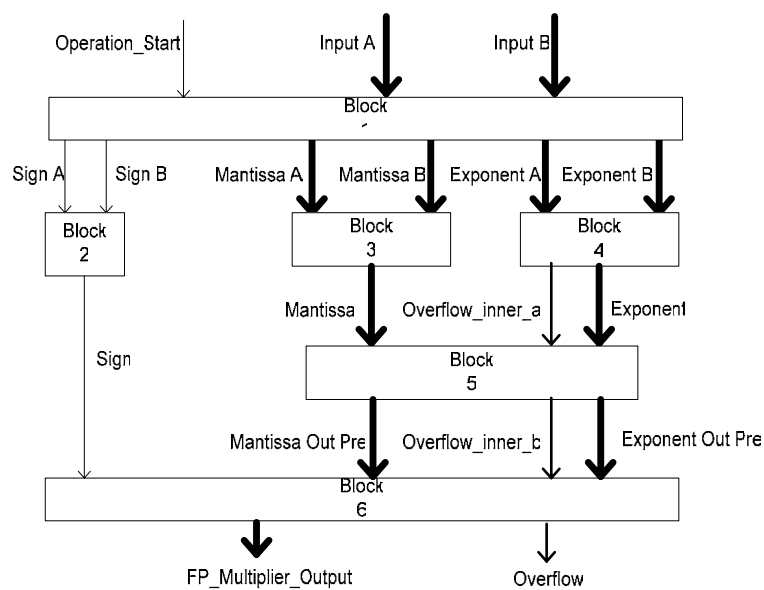 Operation_Start
Input A
Input B
Block
Sign A
Sign B
Mantissa A
Mantissa B
Exponent A
Exponent B
Block
2
Block
3
Block
4
Mantissa
Overflow_inner_a
Exponent
Sign
Block
5
Mantissa Out Pre
Overflow_inner_b
Exponent Out Pre
Block
6
FP_Multiplier_Output
Overflow